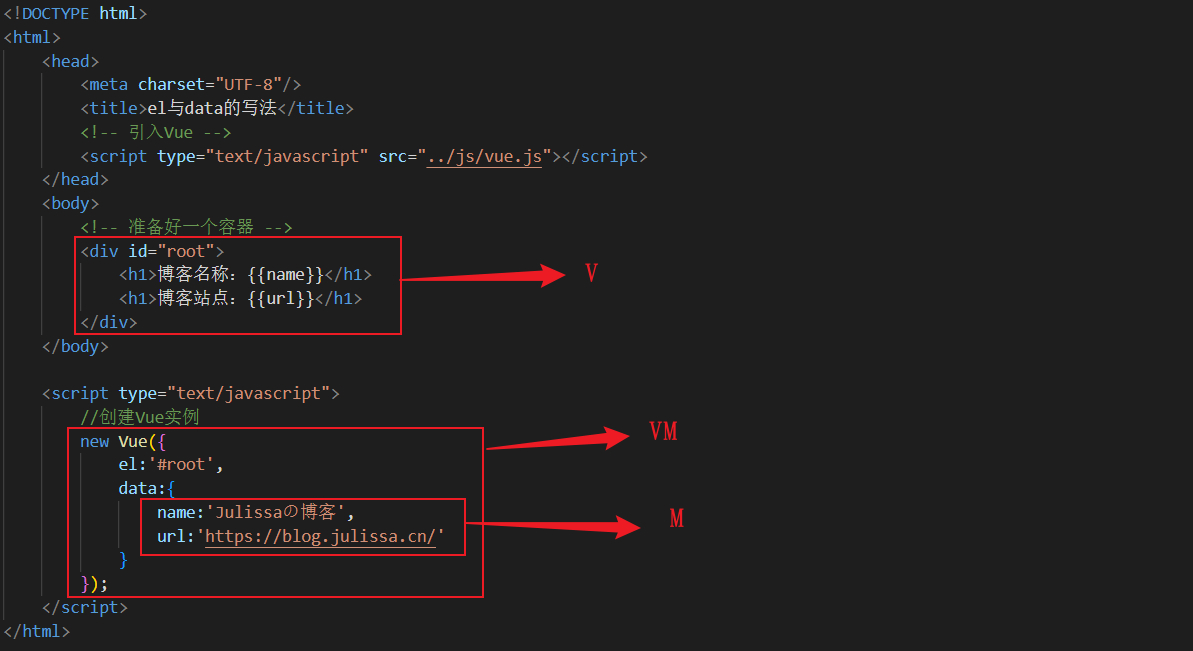 <!DOCTYPE html>
<html>
<head>
<meta charset="UTF-8"/>
<title>el与data的写法</title>
<!-- 引入Vue -->
<script type="text/javascript" src="../js/vue.js"></script>
</head>
<body>
<!-- 准备好一个容器 -->
<div id="root">
<h1>博客名称：{{name}}</h1>
V
<h1>博客站点：{{url}}</h1>
</div>
</body>
<script type="text/javascript">
//创建Vue实例
new Vue({
VM
el:'#root',
data:{
name:'Julissaの博客',
M
url:'https://blog.julissa.cn/'
}
});
</script>
</html>